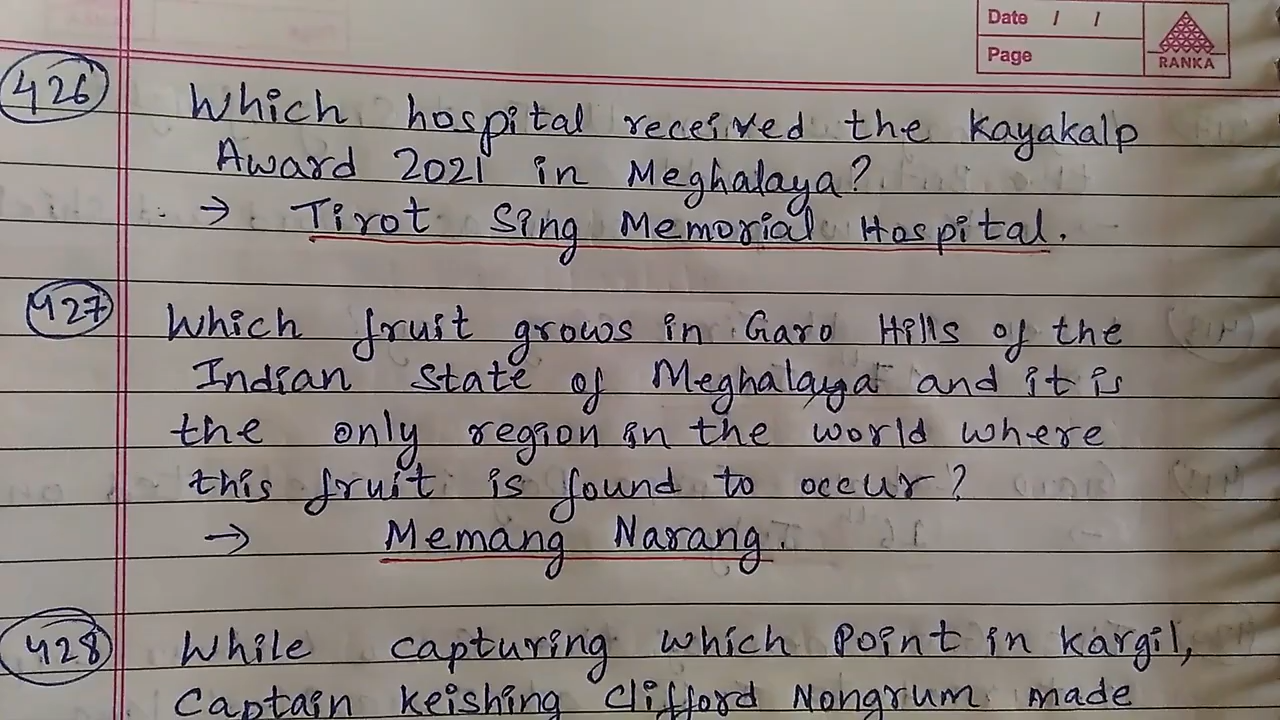 Date / /
Page
RANKA
426 Which hospital received the Kayakalp
Award 2021 in Meghalaya?
→ Tirot Sing Memorial Hospital.
427 Which fruit grows in Garo Hills of the
Indian State of Meghalaya and it is
the only region in the world where
this fruit is found to occur?
→ Memang Narang.
428 While capturing which Point in Kargil,
Captain Keishing Clifford Nongrum made